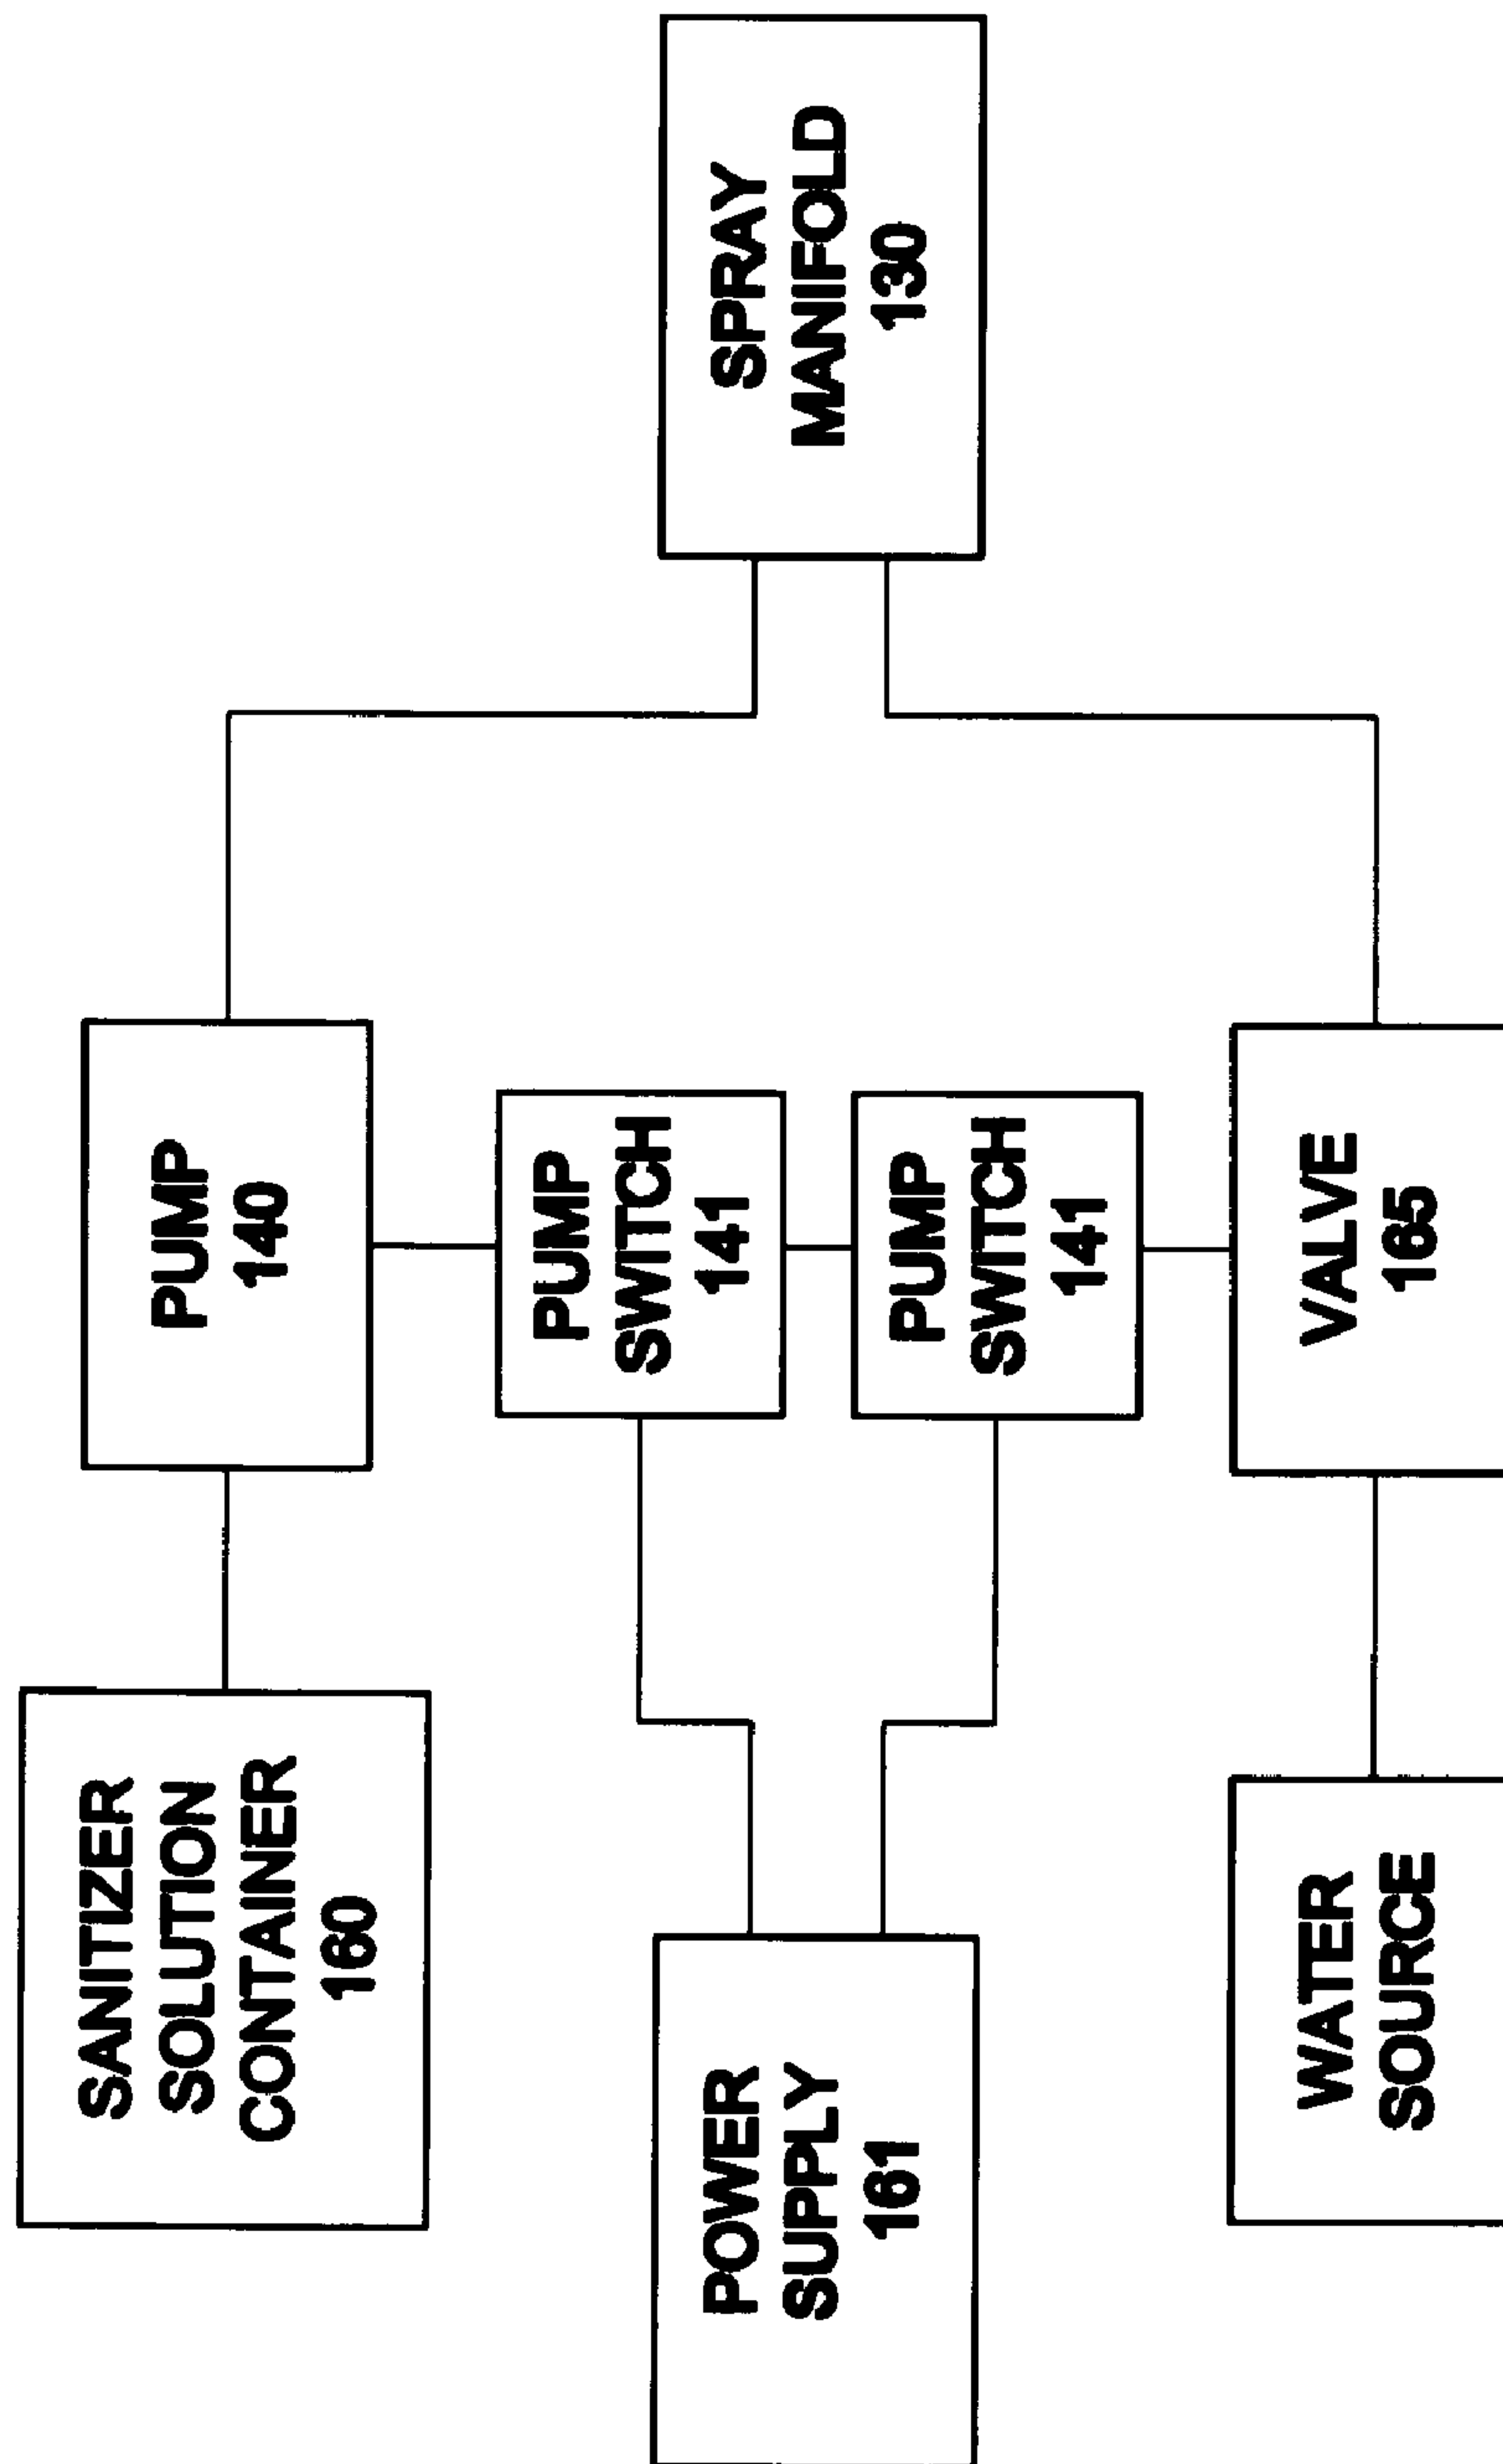 SANITIZER
SOLUTION
CONTAINER
160
PUMP
140
POWER
SUPPLY
161
PUMP
SWITCH
141
PUMP
SWITCH
141
SPRAY
MANIFOLD
130
WATER
SOURCE
VALVE
165